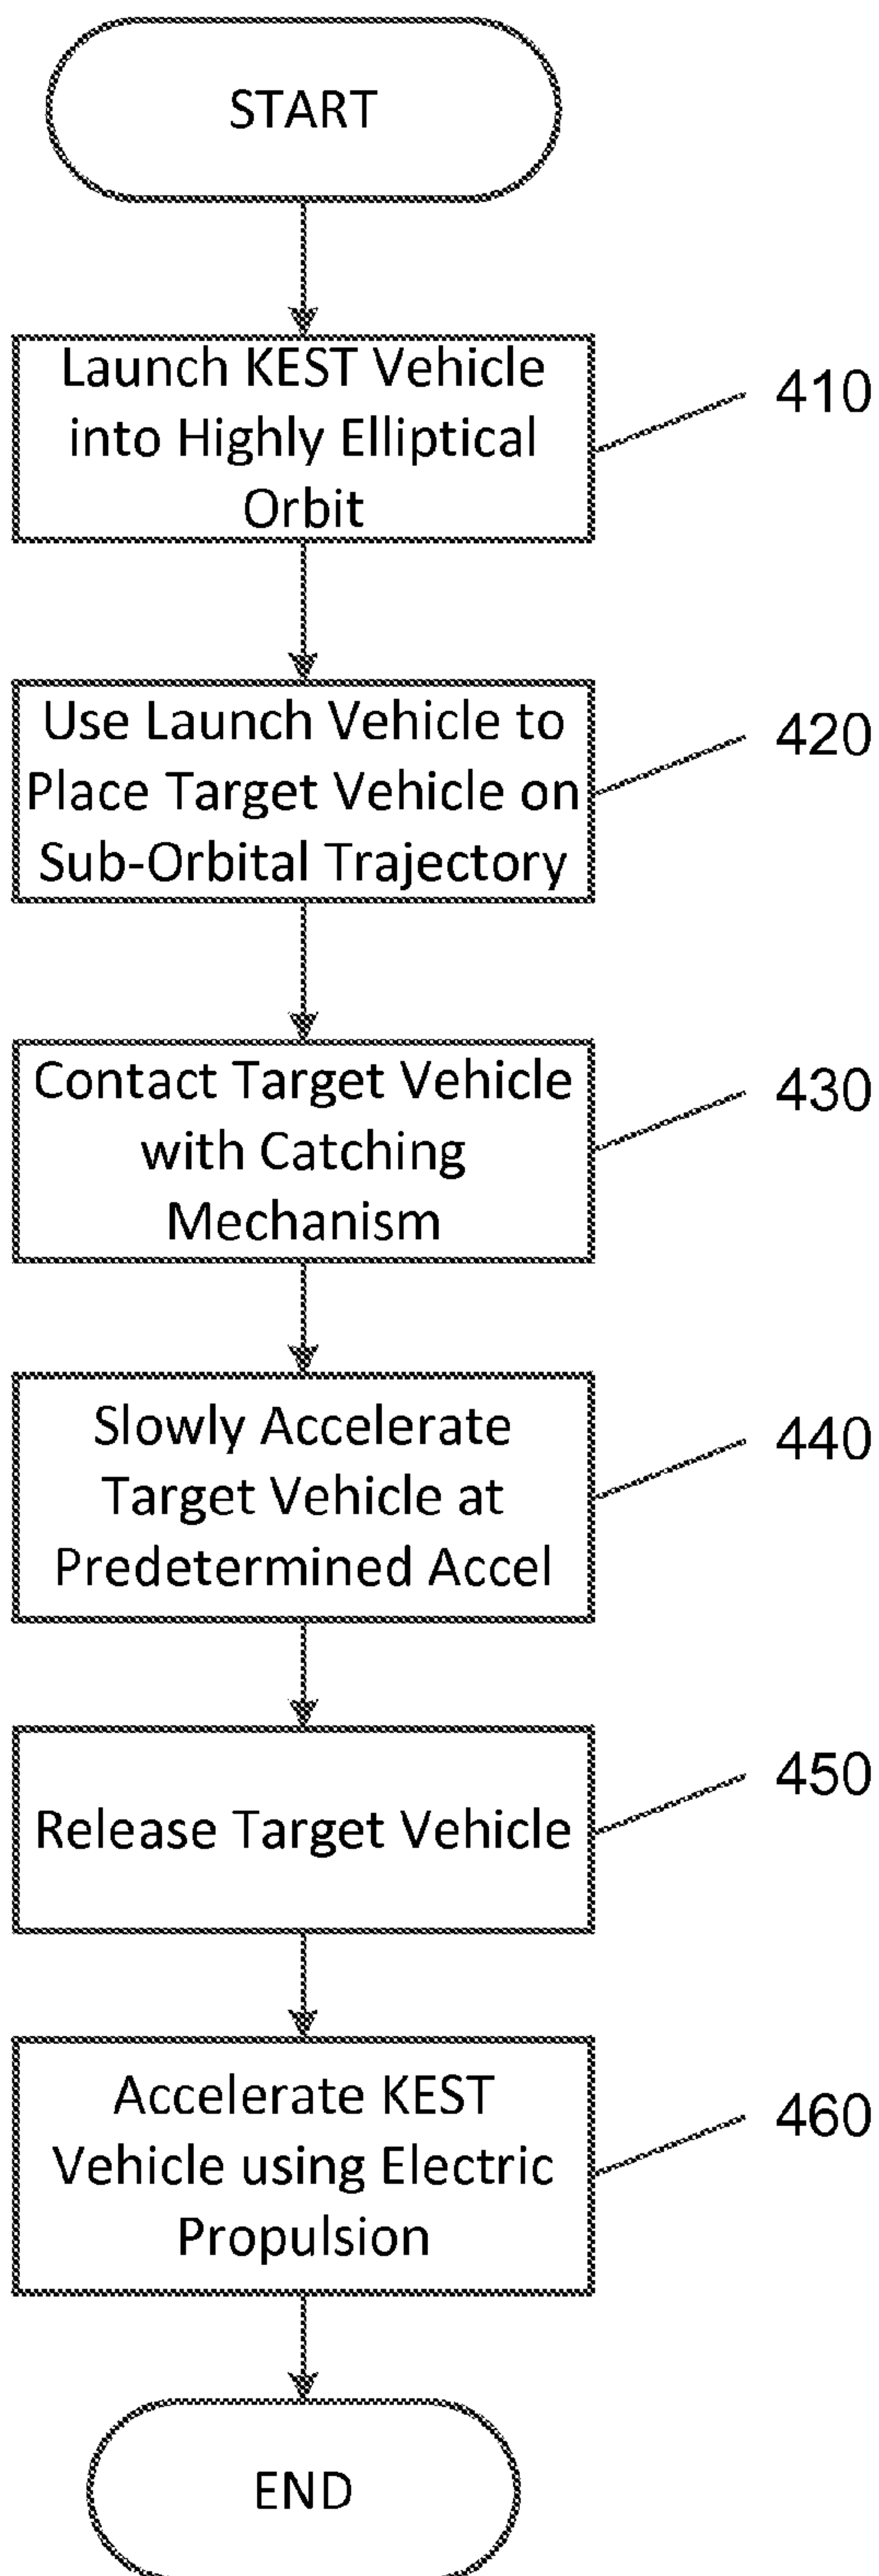 START
Launch KEST Vehicle
into Highly Elliptical
Orbit
410
Use Launch Vehicle to
Place Target Vehicle on
Sub-Orbital Trajectory
420
Contact Target Vehicle
with Catching
Mechanism
430
Slowly Accelerate
Target Vehicle at
Predetermined Accel
440
Release Target Vehicle
450
Accelerate KEST
Vehicle using Electric
Propulsion
460
END